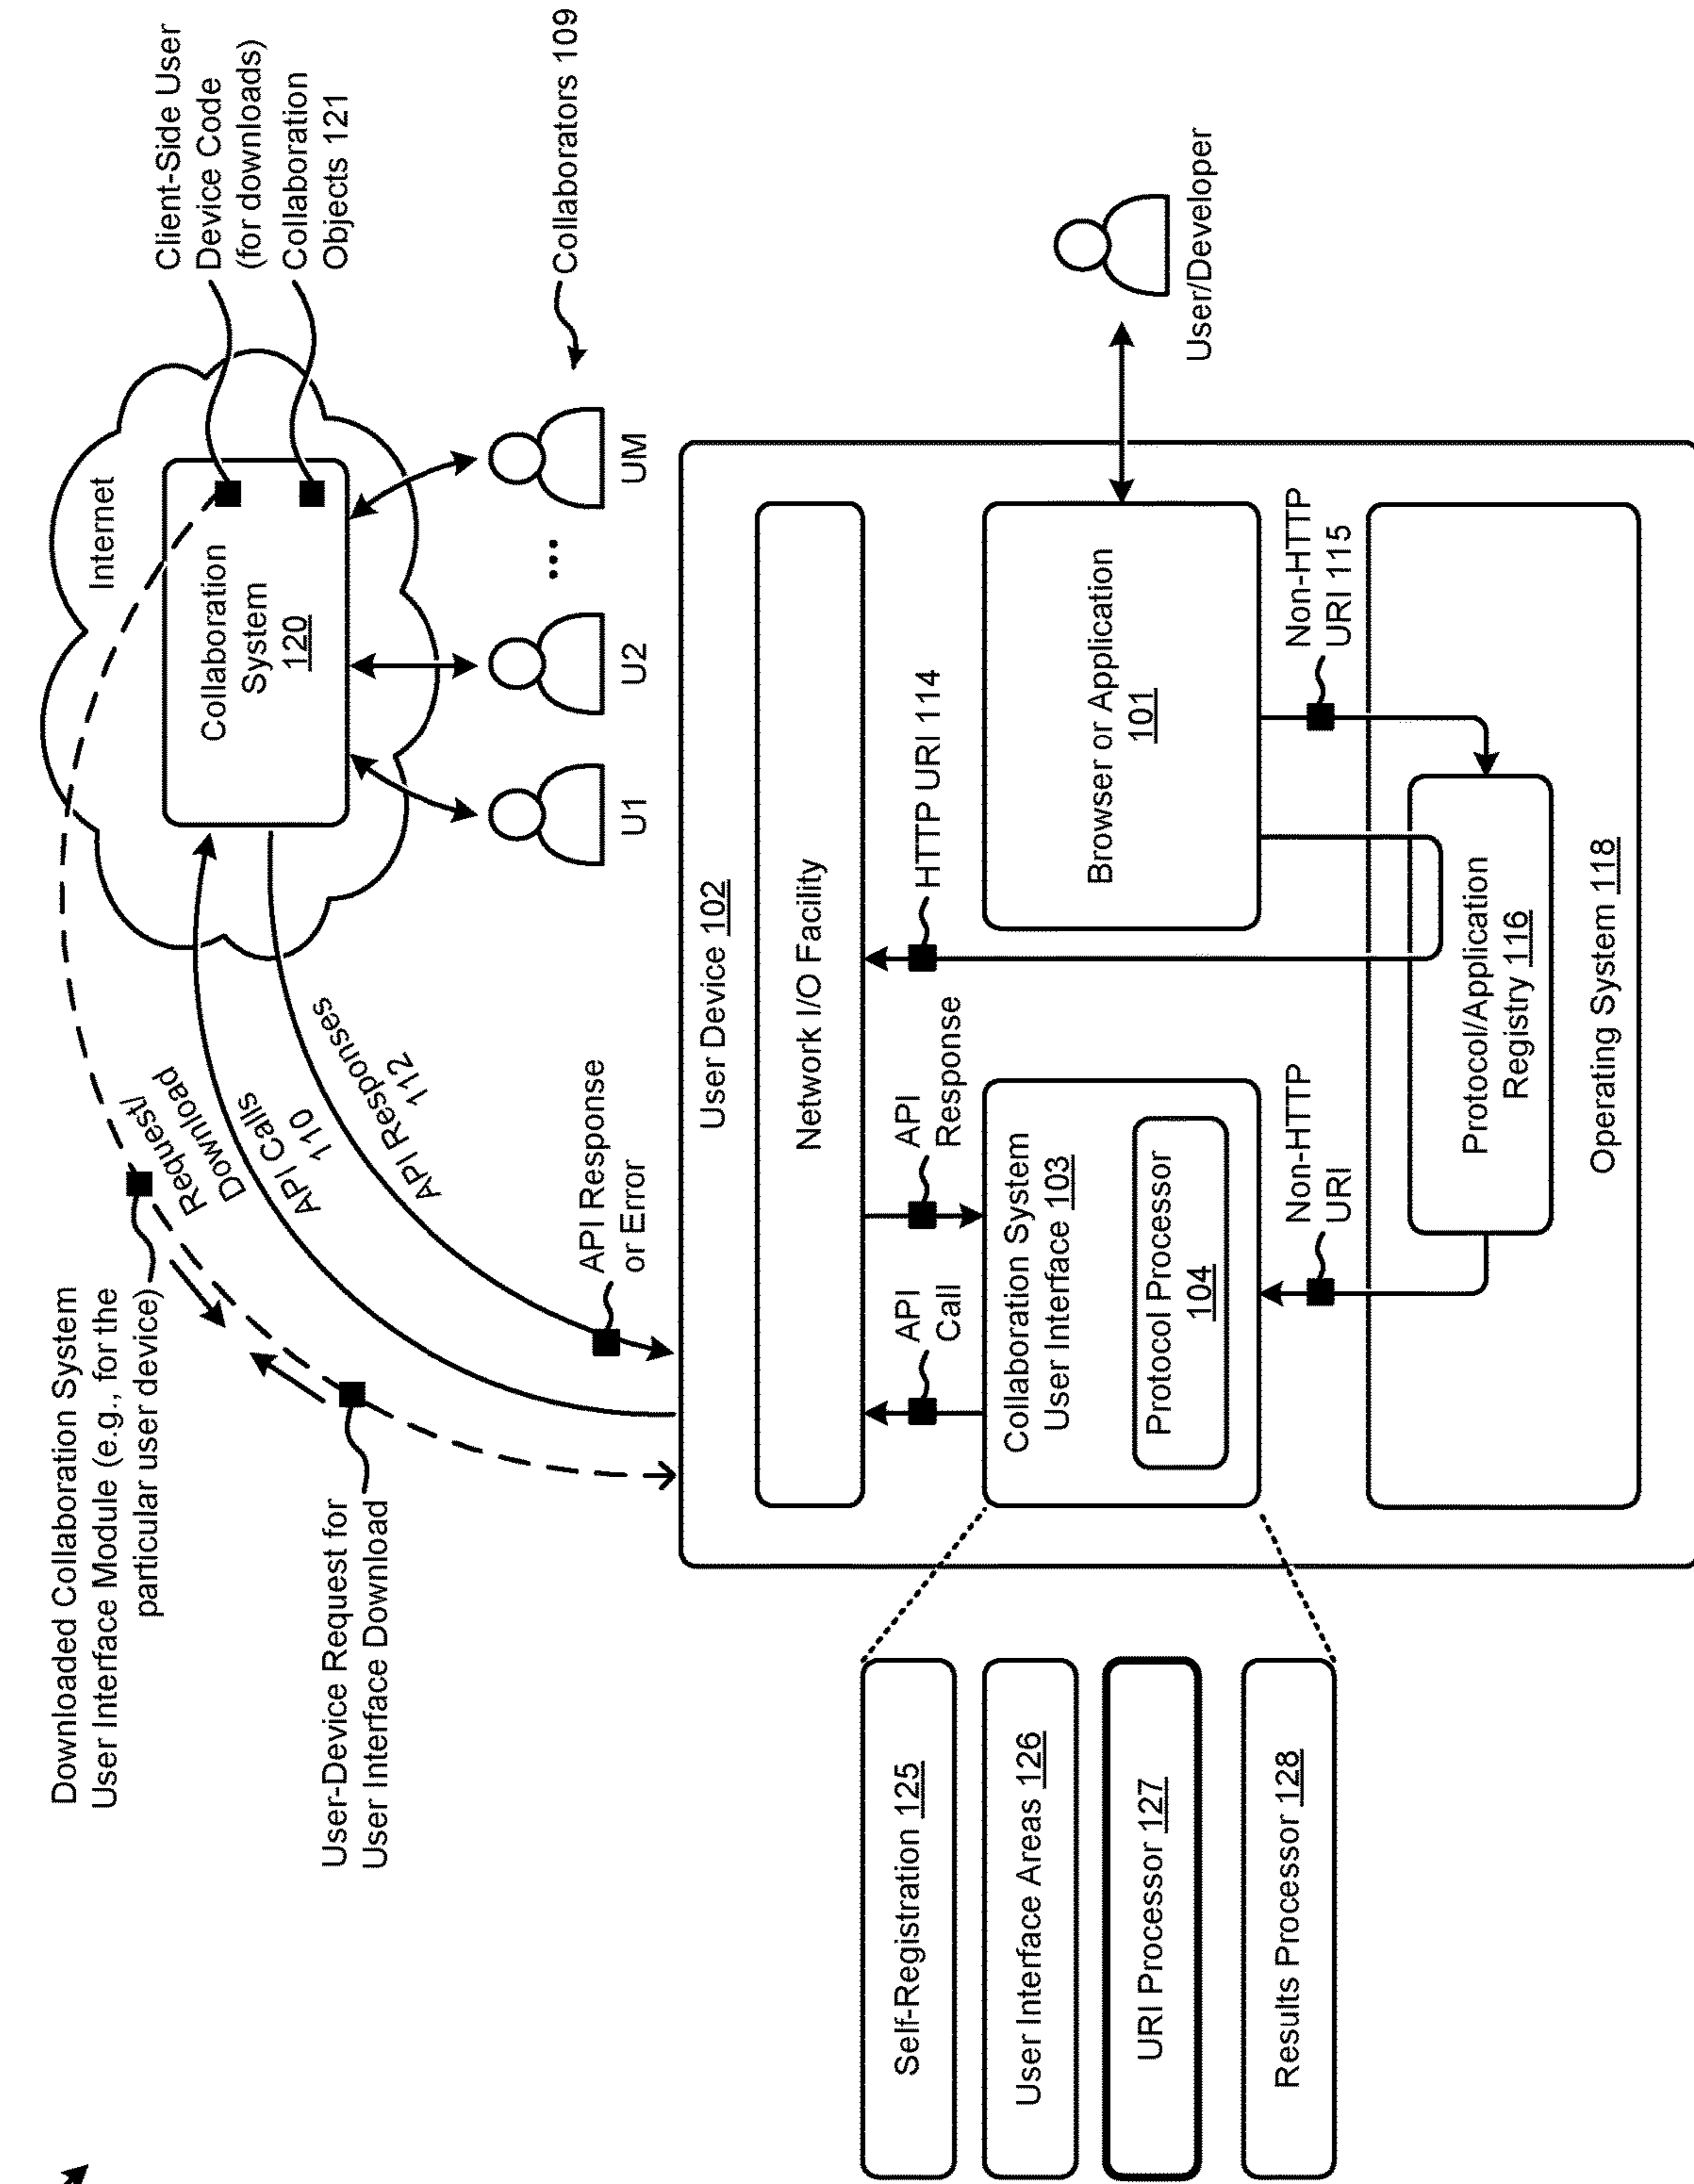 Downloaded Collaboration System
User Interface Module (e.g., for the
particular user device)
User-Device Request for
User Interface Download
Request/
Download
API Calls
110
API Responses
112
API Response
or Error
Internet
Collaboration
System
120
Client-Side User
Device Code
(for downloads)
Collaboration
Objects 121
U1
U2
...
UM
Collaborators 109
User Device 102
Network I/O Facility
API
Call
API
Response
HTTP URI 114
Collaboration System
User Interface 103
Protocol Processor
104
Browser or Application
101
User/Developer
Non-HTTP
URI
Non-HTTP
URI 115
Protocol/Application
Registry 116
Operating System 118
Self-Registration 125
User Interface Areas 126
URI Processor 127
Results Processor 128